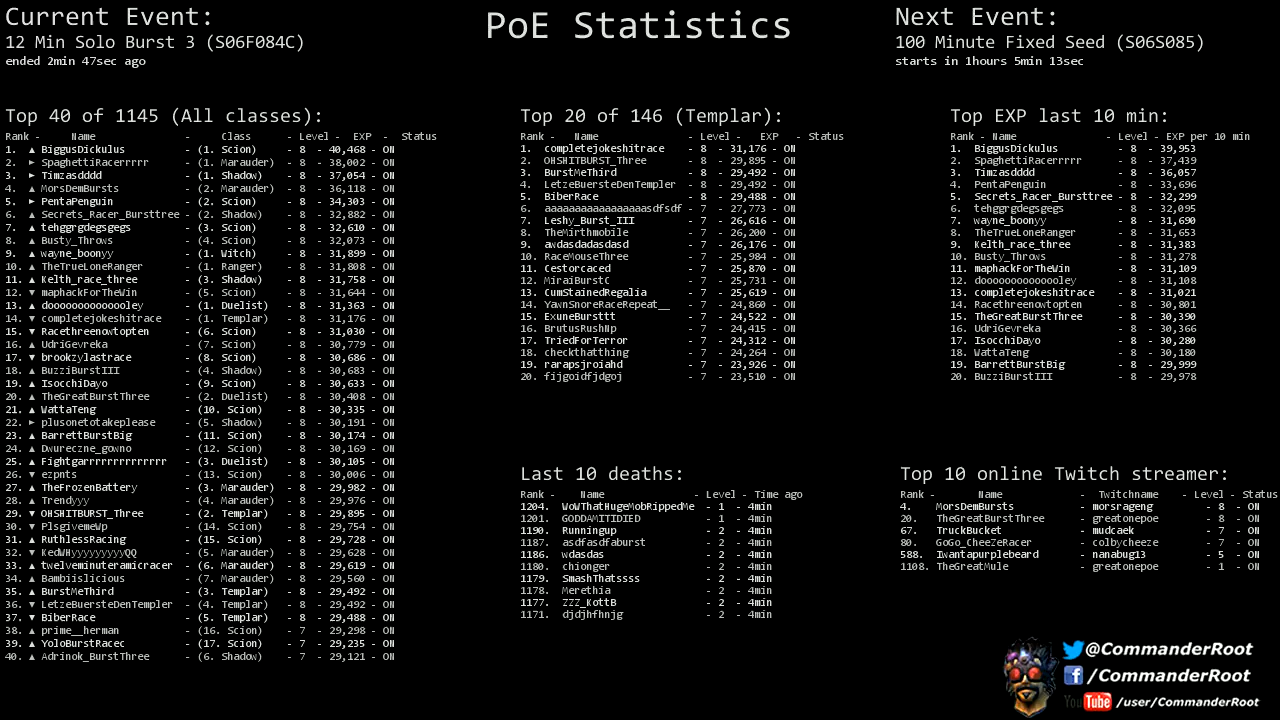 Current Event:
12 Min Solo Burst 3 (S06F084C)
ended 2min 47sec ago
PoE Statistics
Next Event:
100 Minute Fixed Seed (S06S085)
starts in 1hours 5min 13sec
Top 40 of 1145 (All classes):
Rank - Name - Class - Level - EXP - Status
1. ▲ BiggusDickulus - (1. Scion) - 8 - 40,468 - ON
2. ► SpaghettiRacerrrrr - (1. Marauder) - 8 - 38,002 - ON
3. ► Timzasdddd - (1. Shadow) - 8 - 37,054 - ON
4. ▲ MorsDemBursts - (2. Marauder) - 8 - 36,118 - ON
5. ► PentaPenguin - (2. Scion) - 8 - 34,303 - ON
6. ▲ Secrets_Racer_Bursttree - (2. Shadow) - 8 - 32,882 - ON
7. ▲ tehggrgdegsgegs - (3. Shadow) - 8 - 32,610 - ON
8. ▲ Busty_Throws - (4. Scion) - 8 - 32,073 - ON
9. ▲ wayne_boonyy - (1. Witch) - 8 - 31,899 - ON
10. ▲ TheTrueLoneRanger - (1. Ranger) - 8 - 31,808 - ON
11. ▲ Kelth_race_three - (3. Shadow) - 8 - 31,758 - ON
12. ▼ maphackForTheWin - (5. Scion) - 8 - 31,644 - ON
13. ▲ dooooooooooooley - (1. Duelist) - 8 - 31,363 - ON
14. ▼ completejokeshitrace - (1. Templar) - 8 - 31,176 - ON
15. ▼ Racethreenowtopten - (6. Scion) - 8 - 31,030 - ON
16. ▲ UdriGevreka - (7. Scion) - 8 - 30,779 - ON
17. ▼ brookzylastrace - (8. Scion) - 8 - 30,686 - ON
18. ▲ BuzziBurstIII - (4. Shadow) - 8 - 30,683 - ON
19. ▲ IsocchiDayo - (9. Scion) - 8 - 30,633 - ON
20. ▲ TheGreatBurstThree - (2. Duelist) - 8 - 30,408 - ON
21. ▲ WattaTeng - (10. Scion) - 8 - 30,335 - ON
22. ► plusonetotakeplease - (5. Shadow) - 8 - 30,191 - ON
23. ▲ BarrettBurstBig - (11. Scion) - 8 - 30,174 - ON
24. ▲ Dwureczne_gowno - (12. Scion) - 8 - 30,169 - ON
25. ▲ Fightgarrrrrrrrrrrrrr - (3. Duelist) - 8 - 30,105 - ON
26. ▼ ezpnts - (13. Scion) - 8 - 30,006 - ON
27. ▲ TheFrozenBattery - (3. Marauder) - 8 - 29,982 - ON
28. ▲ Trendyyy - (4. Marauder) - 8 - 29,976 - ON
29. ▼ OHSHITBURST_Three - (2. Templar) - 8 - 29,895 - ON
30. ▼ PlsgivemeWp - (14. Scion) - 8 - 29,754 - ON
31. ▲ RuthlessRacing - (15. Scion) - 8 - 29,728 - ON
32. ▼ KedWHyyyyyyyyyQQ - (5. Marauder) - 8 - 29,628 - ON
33. ▲ twelveminuteramicracer - (6. Marauder) - 8 - 29,619 - ON
34. ▲ Bambiislicious - (7. Marauder) - 8 - 29,560 - ON
35. ▲ BurstMeThird - (3. Templar) - 8 - 29,492 - ON
36. ▼ LetzeBuersteDenTempler - (4. Templar) - 8 - 29,492 - ON
37. ▼ BiberRace - (5. Templar) - 8 - 29,488 - ON
38. ▲ prime__herman - (16. Scion) - 7 - 29,298 - ON
39. ▲ YoloBurstRacec - (17. Scion) - 7 - 29,235 - ON
40. ▲ Adrinok_BurstThree - (6. Shadow) - 7 - 29,121 - ON
Top 20 of 146 (Templar):
Rank - Name - Level - EXP - Status
1. completejokeshitrace - 8 - 31,176 - ON
2. OHSHITBURST_Three - 8 - 29,895 - ON
3. BurstMeThird - 8 - 29,492 - ON
4. LetzeBuersteDenTempler - 8 - 29,492 - ON
5. BiberRace - 8 - 29,488 - ON
6. aaaaaaaaaaaaaaaaasdfsdf - 7 - 27,773 - ON
7. Leshy_Burst_III - 7 - 26,616 - ON
8. TheMirthmobile - 7 - 26,200 - ON
9. awdasdadasdasd - 7 - 26,176 - ON
10. RaceMouseThree - 7 - 25,984 - ON
11. Cestorcaced - 7 - 25,870 - ON
12. MiraiBurstC - 7 - 25,731 - ON
13. CumStainedRegalia - 7 - 25,619 - ON
14. YawnSnoreRaceRepeat__ - 7 - 24,860 - ON
15. ExuneBursttt - 7 - 24,522 - ON
16. BrutusRushNp - 7 - 24,415 - ON
17. TriedForTerror - 7 - 24,312 - ON
18. checkthatthing - 7 - 24,264 - ON
19. rarapsjroiahd - 7 - 23,926 - ON
20. fijgoidfjdgoj - 7 - 23,510 - ON
Top EXP last 10 min:
Rank - Name - Level - EXP per 10 min
1. BiggusDickulus - 8 - 39,953
2. SpaghettiRacerrrrr - 8 - 37,439
3. Timzasdddd - 8 - 36,057
4. PentaPenguin - 8 - 33,696
5. Secrets_Racer_Bursttree - 8 - 32,299
6. tehggrgdegsgegs - 8 - 32,095
7. wayne_boonyy - 8 - 31,690
8. TheTrueLoneRanger - 8 - 31,653
9. Kelth_race_three - 8 - 31,383
10. Busty_Throws - 8 - 31,278
11. maphackForTheWin - 8 - 31,109
12. dooooooooooooley - 8 - 31,108
13. completejokeshitrace - 8 - 31,021
14. Racethreenowtopten - 8 - 30,801
15. TheGreatBurstThree - 8 - 30,390
16. UdriGevreka - 8 - 30,366
17. IsocchiDayo - 8 - 30,280
18. WattaTeng - 8 - 30,180
19. BarrettBurstBig - 8 - 29,999
20. BuzziBurstIII - 8 - 29,978
Last 10 deaths:
Rank - Name - Level - Time ago
1204. WoWThatHugeMobRippedMe - 1 - 4min
1201. GODDAMITIDIED - 1 - 4min
1190. Runningup - 2 - 4min
1187. asdfasdfaburst - 2 - 4min
1186. wdasdas - 2 - 4min
1180. chionger - 2 - 4min
1179. SmashThatssss - 2 - 4min
1178. Merethia - 2 - 4min
1177. ZZZ_KottB - 2 - 4min
1171. djdjhfhnjg - 2 - 4min
Top 10 online Twitch streamer:
Rank - Name - Twitchname - Level - Status
4. MorsDemBursts - morsrageng - 8 - ON
20. TheGreatBurstThree - greatonepoe - 8 - ON
67. TruckBucket - mudcaek - 7 - ON
80. GoGo_CheeZeRacer - colbycheeze - 7 - ON
588. Iwantapurplebeard - nanabug13 - 5 - ON
1108. TheGreatMule - greatonepoe - 1 - ON
@CommanderRoot
f /CommanderRoot
YouTube /user/CommanderRoot